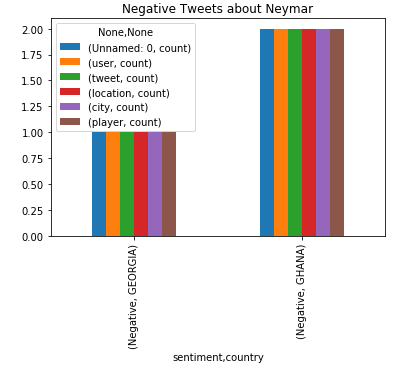 Negative Tweets about Neymar
None,None
(Unnamed: 0, count)
(user, count)
(tweet, count)
(location, count)
(city, count)
(player, count)
2.00
1.75
1.50
1.25
1.00
0.75
0.50
0.25
0.00
(Negative, GEORGIA)
(Negative, GHANA)
sentiment,country